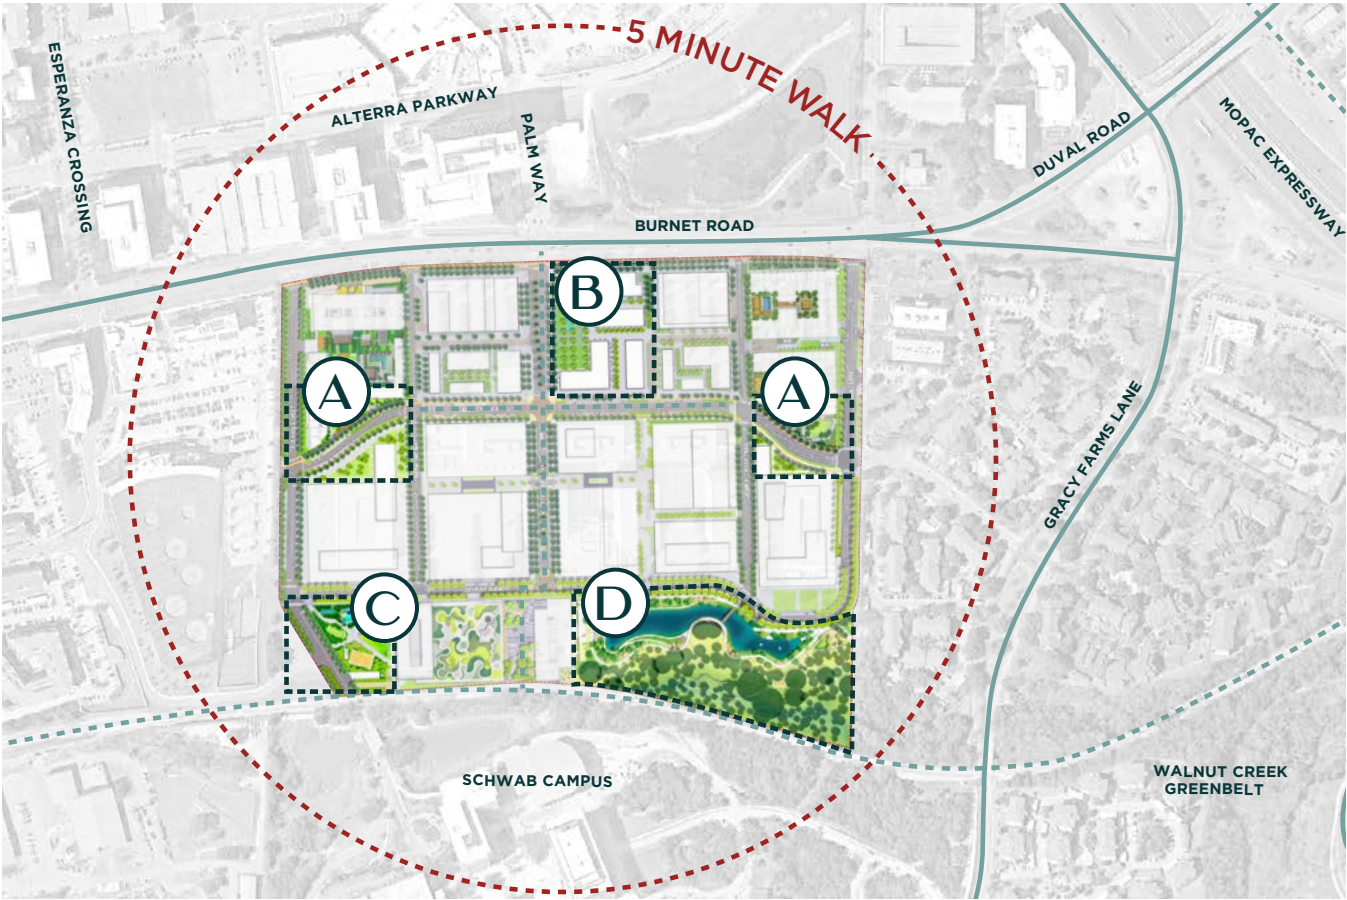 5 MINUTE WALK
ESPERANZA CROSSING
ALTERRA PARKWAY
PALM WAY
DUVAL ROAD
MOPAC EXPRESSWAY
BURNET ROAD
B
A
A
GRACY FARMS LANE
C
D
SCHWAB CAMPUS
WALNUT CREEK
GREENBELT